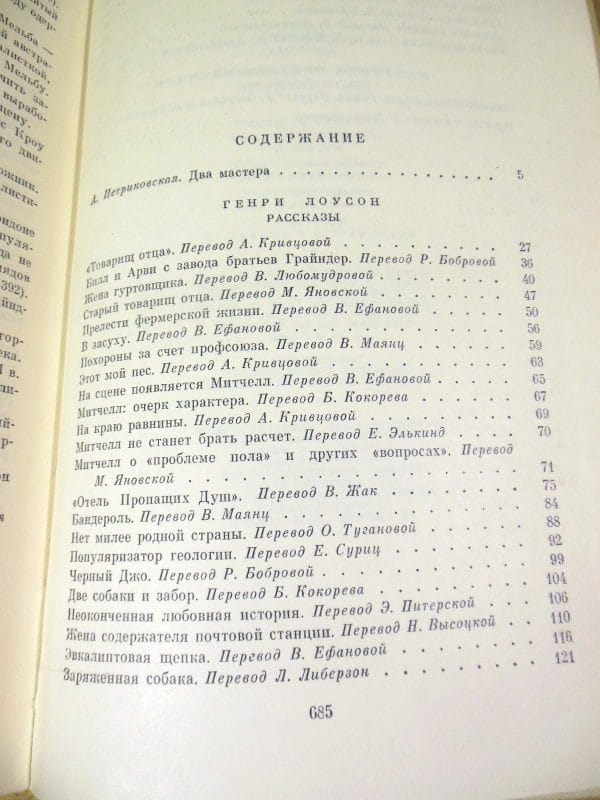 СОДЕРЖАНИЕ
А. Петриковская. Два мастера . . . . . . . . . . . . . . . . . 5
ГЕНРИ ЛОУСОН
РАССКАЗЫ
«Товарищ отца». Перевод А. Кривцовой . . . . . . . . . . 27
Билл и Арви с завода братьев Грайндер. Перевод Р. Бобровой 36
Жена гуртовщика. Перевод В. Любомудровой . . . . . . . . 40
Старый товарищ отца. Перевод М. Яновской . . . . . . . . 47
Прелести фермерской жизни. Перевод В. Ефановой . . . . . 50
В засуху. Перевод В. Ефановой . . . . . . . . . . . . . 56
Похороны за счет профсоюза. Перевод В. Маянц . . . . . . 59
Этот мой пес. Перевод А. Кривцовой . . . . . . . . . . . 63
На сцене появляется Митчелл. Перевод В. Ефановой . . . . 65
Митчелл: очерк характера. Перевод Б. Кокорева . . . . . . 67
На краю равнины. Перевод А. Кривцовой . . . . . . . . . 69
Митчелл не станет брать расчет. Перевод Е. Элькинд . . . . 70
Митчелл о «проблеме пола» и других «вопросах». Перевод
М. Яновской . . . . . . . . . . . . . . . . . . . . 71
«Отель Пропащих Душ». Перевод В. Жак . . . . . . . . . 75
Бандероль. Перевод В. Маянц . . . . . . . . . . . . . . 84
Нет милее родной страны. Перевод О. Тугановой . . . . . . 88
Популяризатор геологии. Перевод Е. Суриц . . . . . . . . 92
Черный Джо. Перевод Р. Бобровой . . . . . . . . . . . . 99
Две собаки и забор. Перевод Б. Кокорева . . . . . . . . . 104
Неоконченная любовная история. Перевод Э. Питерской . . . 106
Жена содержателя почтовой станции. Перевод Н. Высоцкой . . 110
Эвкалиптовая щепка. Перевод В. Ефановой . . . . . . . . 116
Заряженная собака. Перевод Л. Либерзон . . . . . . . . . 121
685